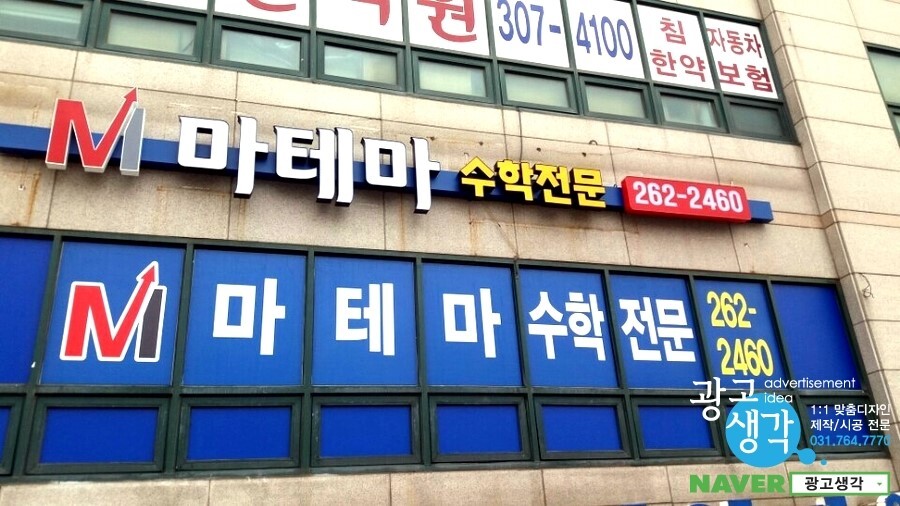 307-4100
침
한약
자동차
보험
M 마테마 수학전문 262-2460
M 마테마 수학 전문 262-
2460
광고
생각
advertisement
idea
1:1 맞춤디자인
제작/시공 전문
031.764.7770
NAVER 광고생각